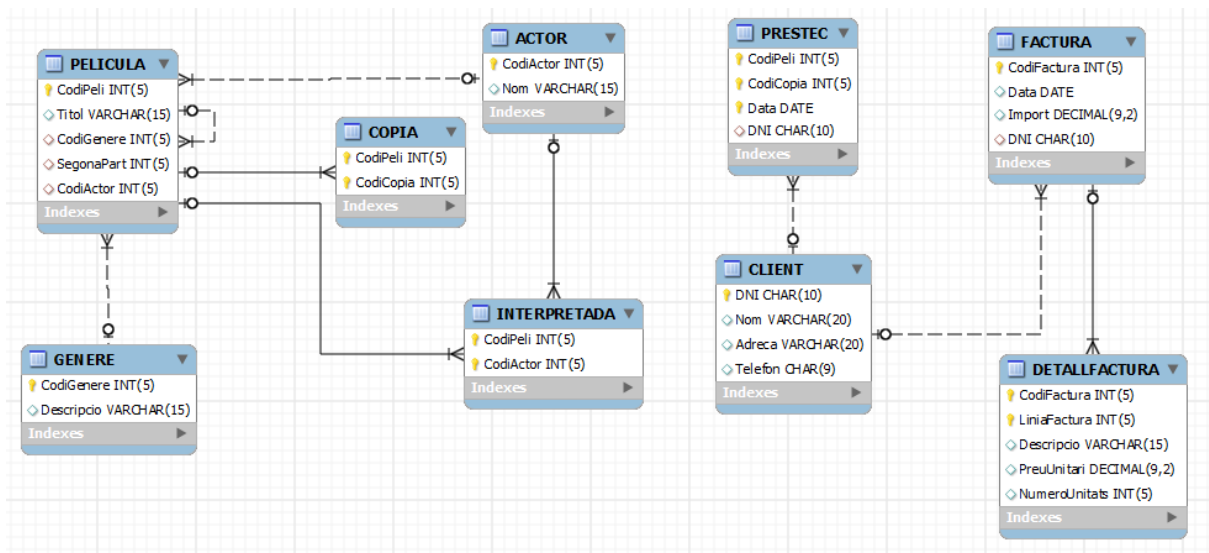 PELICULA
CodiPeli INT(5)
Titol VARCHAR(15)
CodiGenere INT(5)
SegonaPart INT(5)
CodiActor INT(5)
Indexes
GENERE
CodiGenere INT(5)
Descripcio VARCHAR(15)
Indexes
COPIA
CodiPeli INT(5)
CodiCopia INT(5)
Indexes
ACTOR
CodiActor INT(5)
Nom VARCHAR(15)
Indexes
INTERPRETADA
CodiPeli INT(5)
CodiActor INT(5)
Indexes
PRESTEC
CodiPeli INT(5)
CodiCopia INT(5)
Data DATE
DNI CHAR(10)
Indexes
CLIENT
DNI CHAR(10)
Nom VARCHAR(20)
Adreca VARCHAR(20)
Telefon CHAR(9)
Indexes
FACTURA
CodiFactura INT(5)
Data DATE
Import DECIMAL(9,2)
DNI CHAR(10)
Indexes
DETALLFACTURA
CodiFactura INT(5)
LiniaFactura INT(5)
Descripcio VARCHAR(15)
PreuUnitari DECIMAL(9,2)
NumeroUnitats INT(5)
Indexes